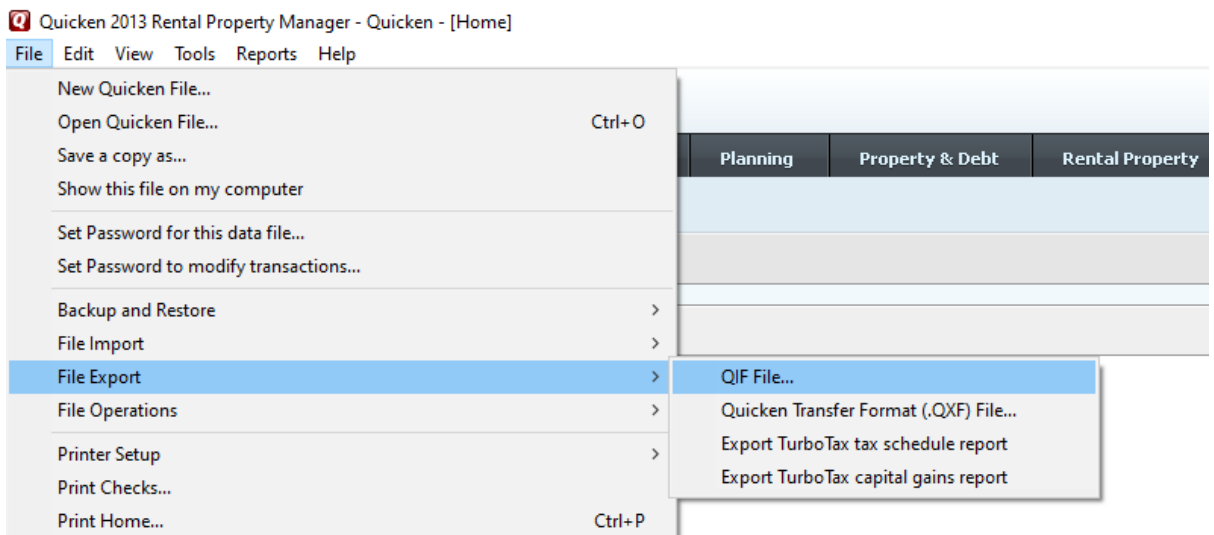 Quicken 2013 Rental Property Manager - Quicken - [Home]
File Edit View Tools Reports Help
New Quicken File...
Open Quicken File... Ctrl+O
Save a copy as...
Planning Property & Debt Rental Property
Show this file on my computer
Set Password for this data file...
Set Password to modify transactions...
Backup and Restore
File Import
File Export
QIF File...
File Operations
Quicken Transfer Format (.QXF) File...
Export TurboTax tax schedule report
Printer Setup
Export TurboTax capital gains report
Print Checks...
Print Home... Ctrl+P